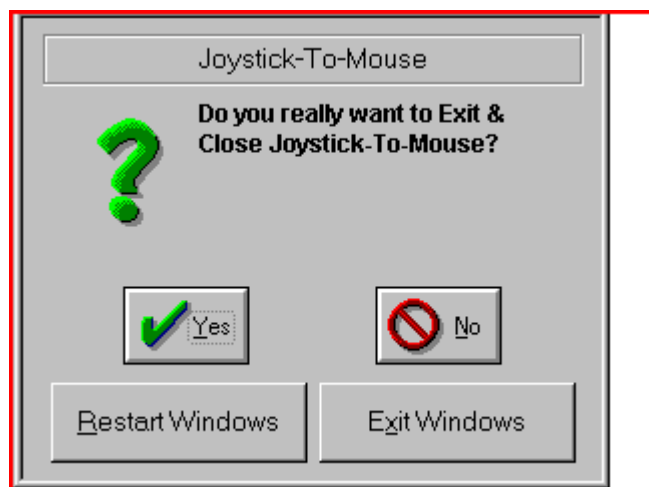 Joystick-To-Mouse
Do you really want to Exit &
Close Joystick-To-Mouse?
Yes
No
Restart Windows
Exit Windows